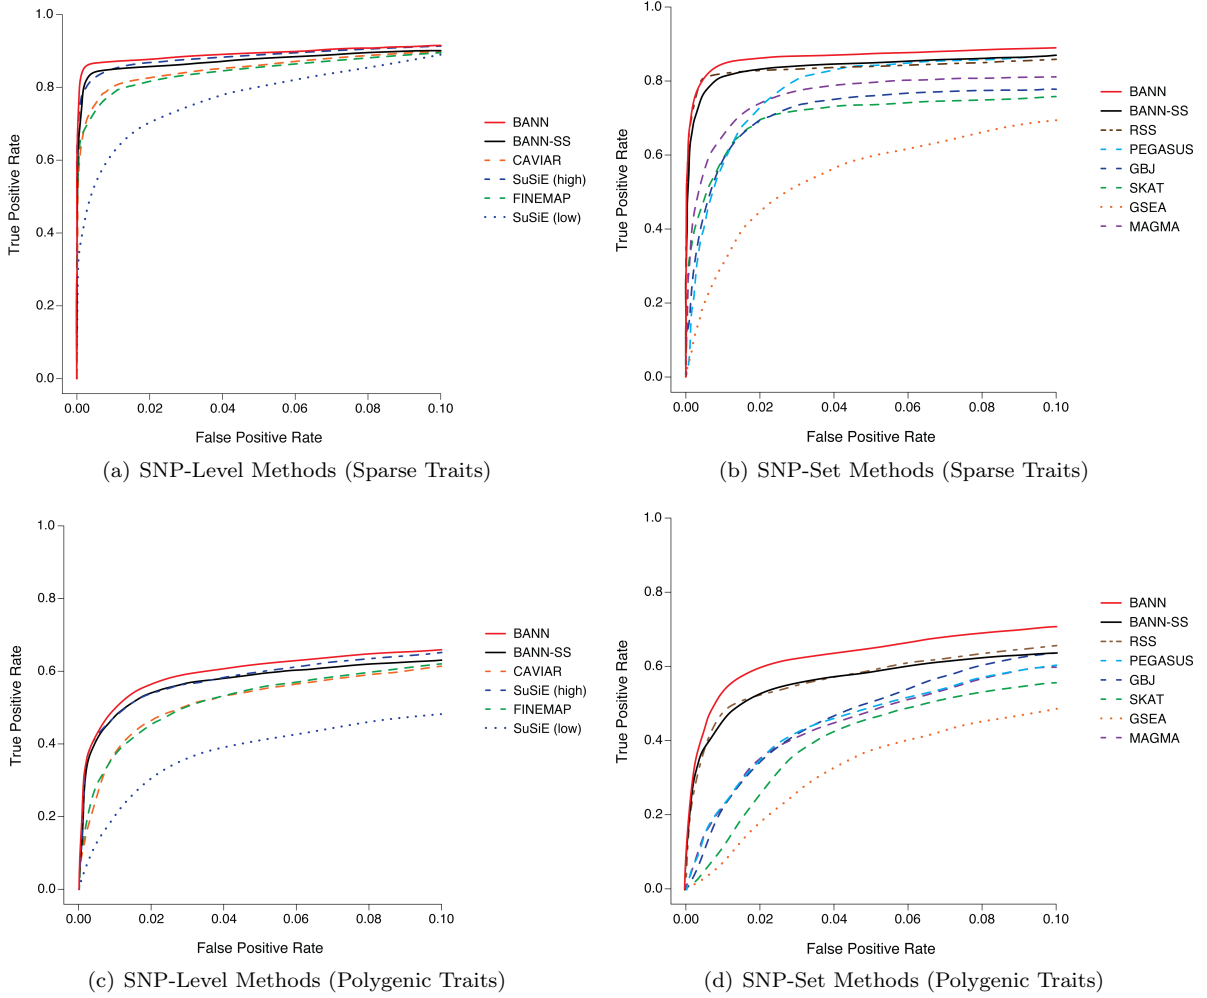 1.0
0.8
0.6
0.4
0.2
0.0
True Positive Rate
0.00 0.02 0.04 0.06 0.08 0.10
False Positive Rate
BANN
BANN-SS
CAVIAR
SuSiE (high)
FINEMAP
SuSiE (low)
(a) SNP-Level Methods (Sparse Traits)
1.0
0.8
0.6
0.4
0.2
0.0
True Positive Rate
0.00 0.02 0.04 0.06 0.08 0.10
False Positive Rate
BANN
BANN-SS
RSS
PEGASUS
GBJ
SKAT
GSEA
MAGMA
(b) SNP-Set Methods (Sparse Traits)
1.0
0.8
0.6
0.4
0.2
0.0
True Positive Rate
0.00 0.02 0.04 0.06 0.08 0.10
False Positive Rate
BANN
BANN-SS
CAVIAR
SuSiE (high)
FINEMAP
SuSiE (low)
(c) SNP-Level Methods (Polygenic Traits)
1.0
0.8
0.6
0.4
0.2
0.0
True Positive Rate
0.00 0.02 0.04 0.06 0.08 0.10
False Positive Rate
BANN
BANN-SS
RSS
PEGASUS
GBJ
SKAT
GSEA
MAGMA
(d) SNP-Set Methods (Polygenic Traits)